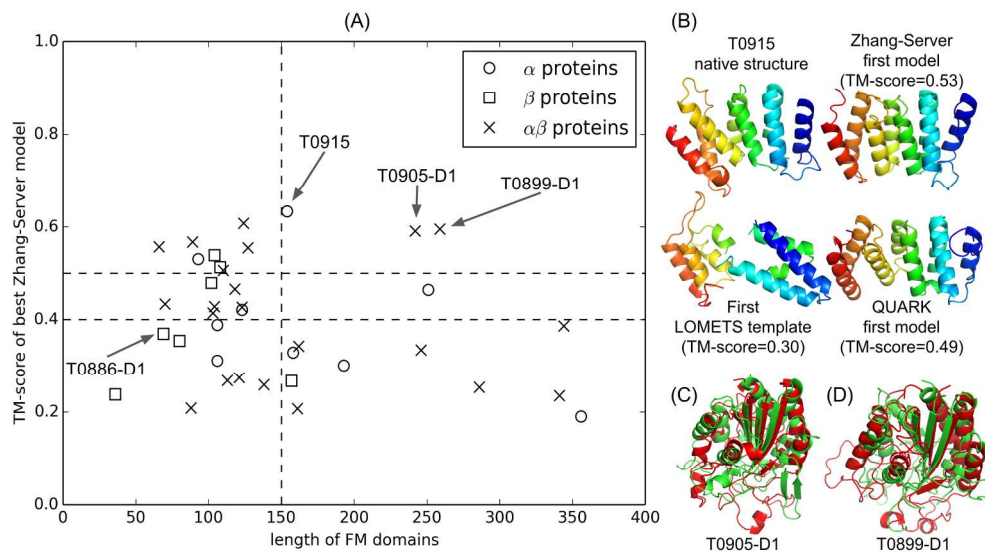 (A)
1.0
0.8
0.6
0.4
0.2
0.0
0
50
100
150
200
250
300
350
400
TM-score of best Zhang-Server model
length of FM domains
α proteins
β proteins
αβ proteins
T0915
T0905-D1
T0899-D1
T0886-D1
(B)
T0915
native structure
Zhang-Server
first model
(TM-score=0.53)
First
LOMETS template
(TM-score=0.30)
QUARK
first model
(TM-score=0.49)
(C)
T0905-D1
(D)
T0899-D1